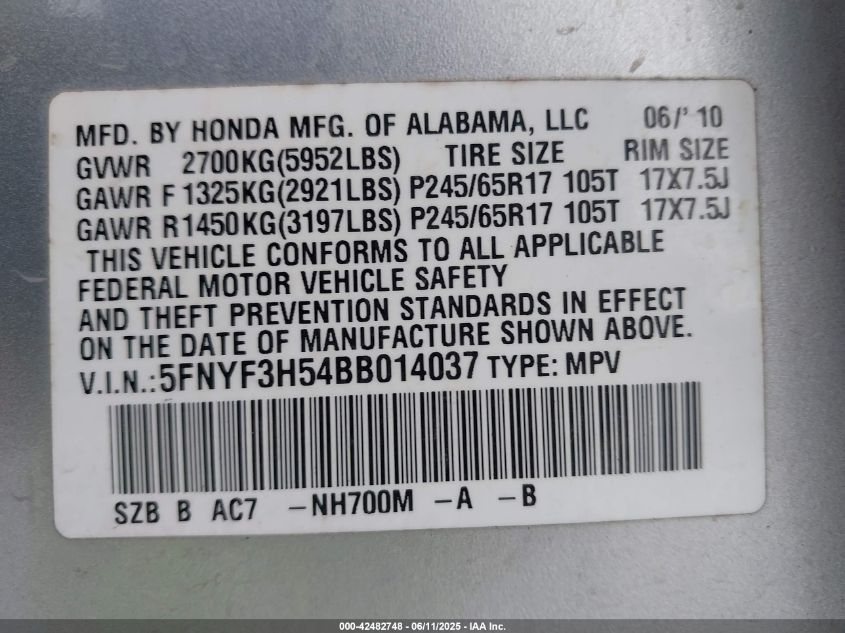 MFD. BY HONDA MFG. OF ALABAMA, LLC 06/' 10
GVWR 2700KG(5952LBS) TIRE SIZE RIM SIZE
GAWR F 1325KG(2921LBS) P245/65R17 105T 17X7.5J
GAWR R1450KG(3197LBS) P245/65R17 105T 17X7.5J
THIS VEHICLE CONFORMS TO ALL APPLICABLE
FEDERAL MOTOR VEHICLE SAFETY
AND THEFT PREVENTION STANDARDS IN EFFECT
ON THE DATE OF MANUFACTURE SHOWN ABOVE.
V.I.N.:5FNYF3H54BB014037 TYPE: MPV
SZB B AC7 -NH700M -A -B
000-42482748 - 06/11/2025 - IAA Inc.